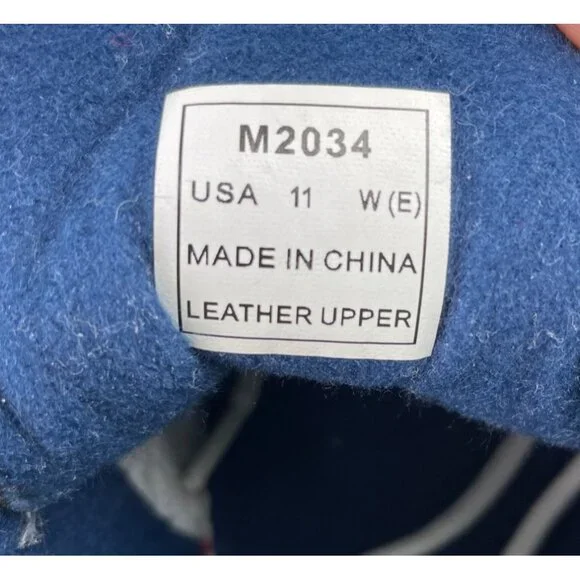 M2034
USA 11 W (E)
MADE IN CHINA
LEATHER UPPER